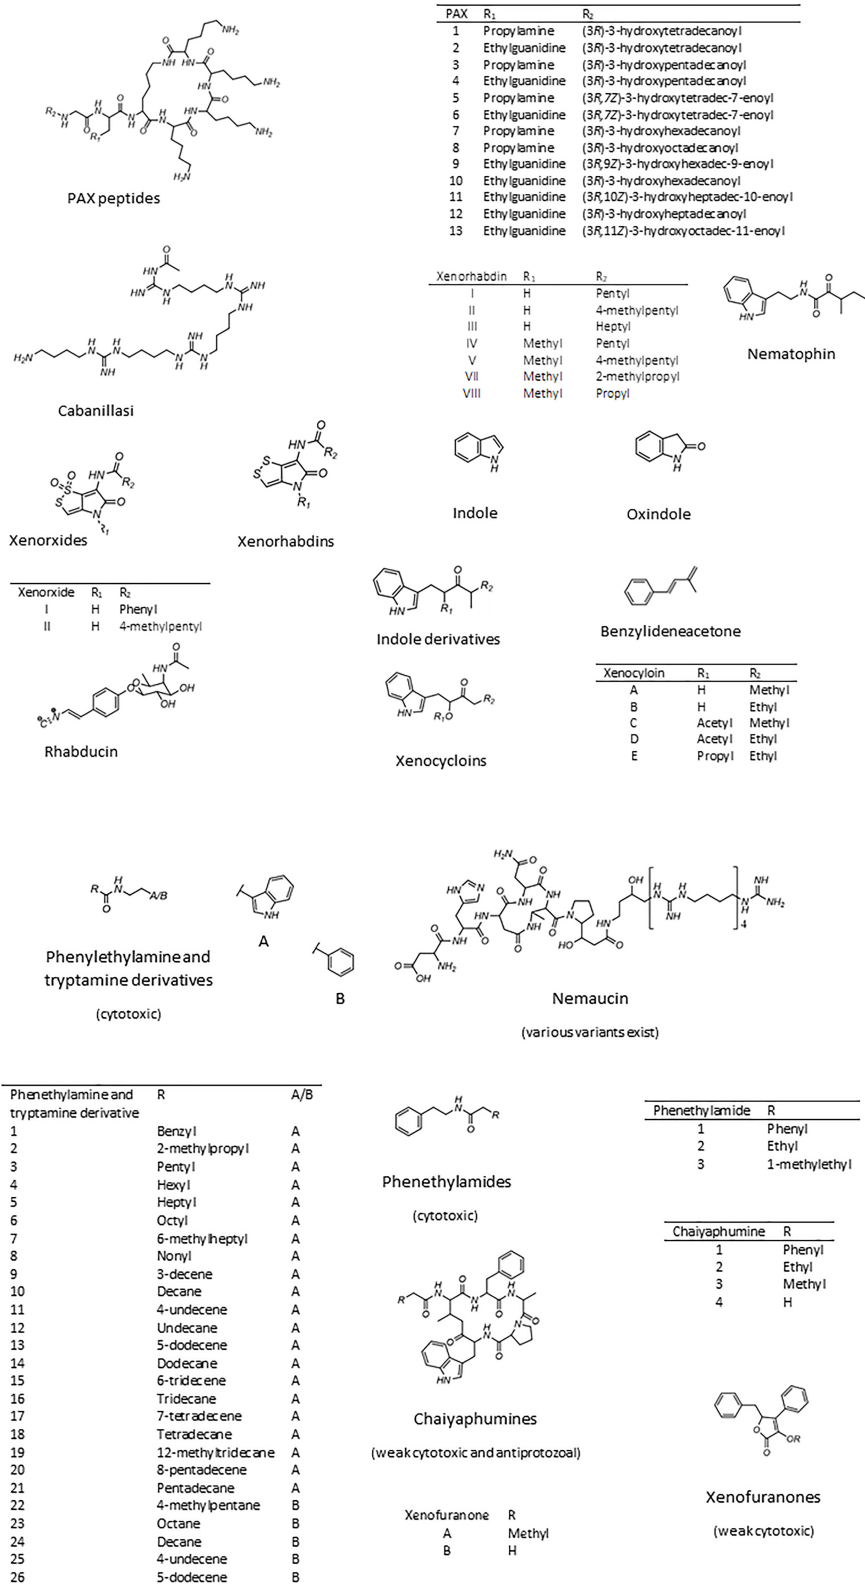 PAX peptides
PAX R₁ R₂
1 Propylamine (3R)-3-hydroxytetradecanoyl
2 Ethylguanidine (3R)-3-hydroxytetradecanoyl
3 Propylamine (3R)-3-hydroxypentadecanoyl
4 Ethylguanidine (3R)-3-hydroxypentadecanoyl
5 Propylamine (3R,7Z)-3-hydroxytetradec-7-enoyl
6 Ethylguanidine (3R,7Z)-3-hydroxytetradec-7-enoyl
7 Propylamine (3R)-3-hydroxyhexadecanoyl
8 Propylamine (3R)-3-hydroxyoctadecanoyl
9 Ethylguanidine (3R,9Z)-3-hydroxyhexadec-9-enoyl
10 Ethylguanidine (3R)-3-hydroxyhexadecanoyl
11 Ethylguanidine (3R,10Z)-3-hydroxyheptadec-10-enoyl
12 Ethylguanidine (3R)-3-hydroxyheptadecanoyl
13 Ethylguanidine (3R,11Z)-3-hydroxyoctadec-11-enoyl
Cabanillasi
Xenorhabdin R₁ R₂
I H Pentyl
II H 4-methylpentyl
III H Heptyl
IV Methyl Pentyl
V Methyl 4-methylpentyl
VII Methyl 2-methylpropyl
VIII Methyl Propyl
Nematophin
Xenorxides
Xenorhabdins
Indole
Oxindole
Xenorxide R₁ R₂
I H Phenyl
II H 4-methylpentyl
Indole derivatives
Benzylideneacetone
Rhabducin
Xenocycloins
Xenocyloin R₁ R₂
A H Methyl
B H Ethyl
C Acetyl Methyl
D Acetyl Ethyl
E Propyl Ethyl
Phenylethylamine and
tryptamine derivatives
(cytotoxic)
A/B
A
B
Nemaucin
(various variants exist)
Phenethylamine and R A/B
tryptamine derivative
1 Benzyl A
2 2-methylpropyl A
3 Pentyl A
4 Hexyl A
5 Heptyl A
6 Octyl A
7 6-methylheptyl A
8 Nonyl A
9 3-decene A
10 Decane A
11 4-undecene A
12 Undecane A
13 5-dodecene A
14 Dodecane A
15 6-tridecene A
16 Tridecane A
17 7-tetradecene A
18 Tetradecane A
19 12-methyltridecane A
20 8-pentadecene A
21 Pentadecane A
22 4-methylpentane B
23 Octane B
24 Decane B
25 4-undecene B
26 5-dodecene B
Phenethylamides
(cytotoxic)
Phenethylamide R
1 Phenyl
2 Ethyl
3 1-methylethyl
Chaiyaphumine R
1 Phenyl
2 Ethyl
3 Methyl
4 H
Chaiyaphumines
(weak cytotoxic and antiprotozoal)
Xenofuranone R
A Methyl
B H
Xenofuranones
(weak cytotoxic)